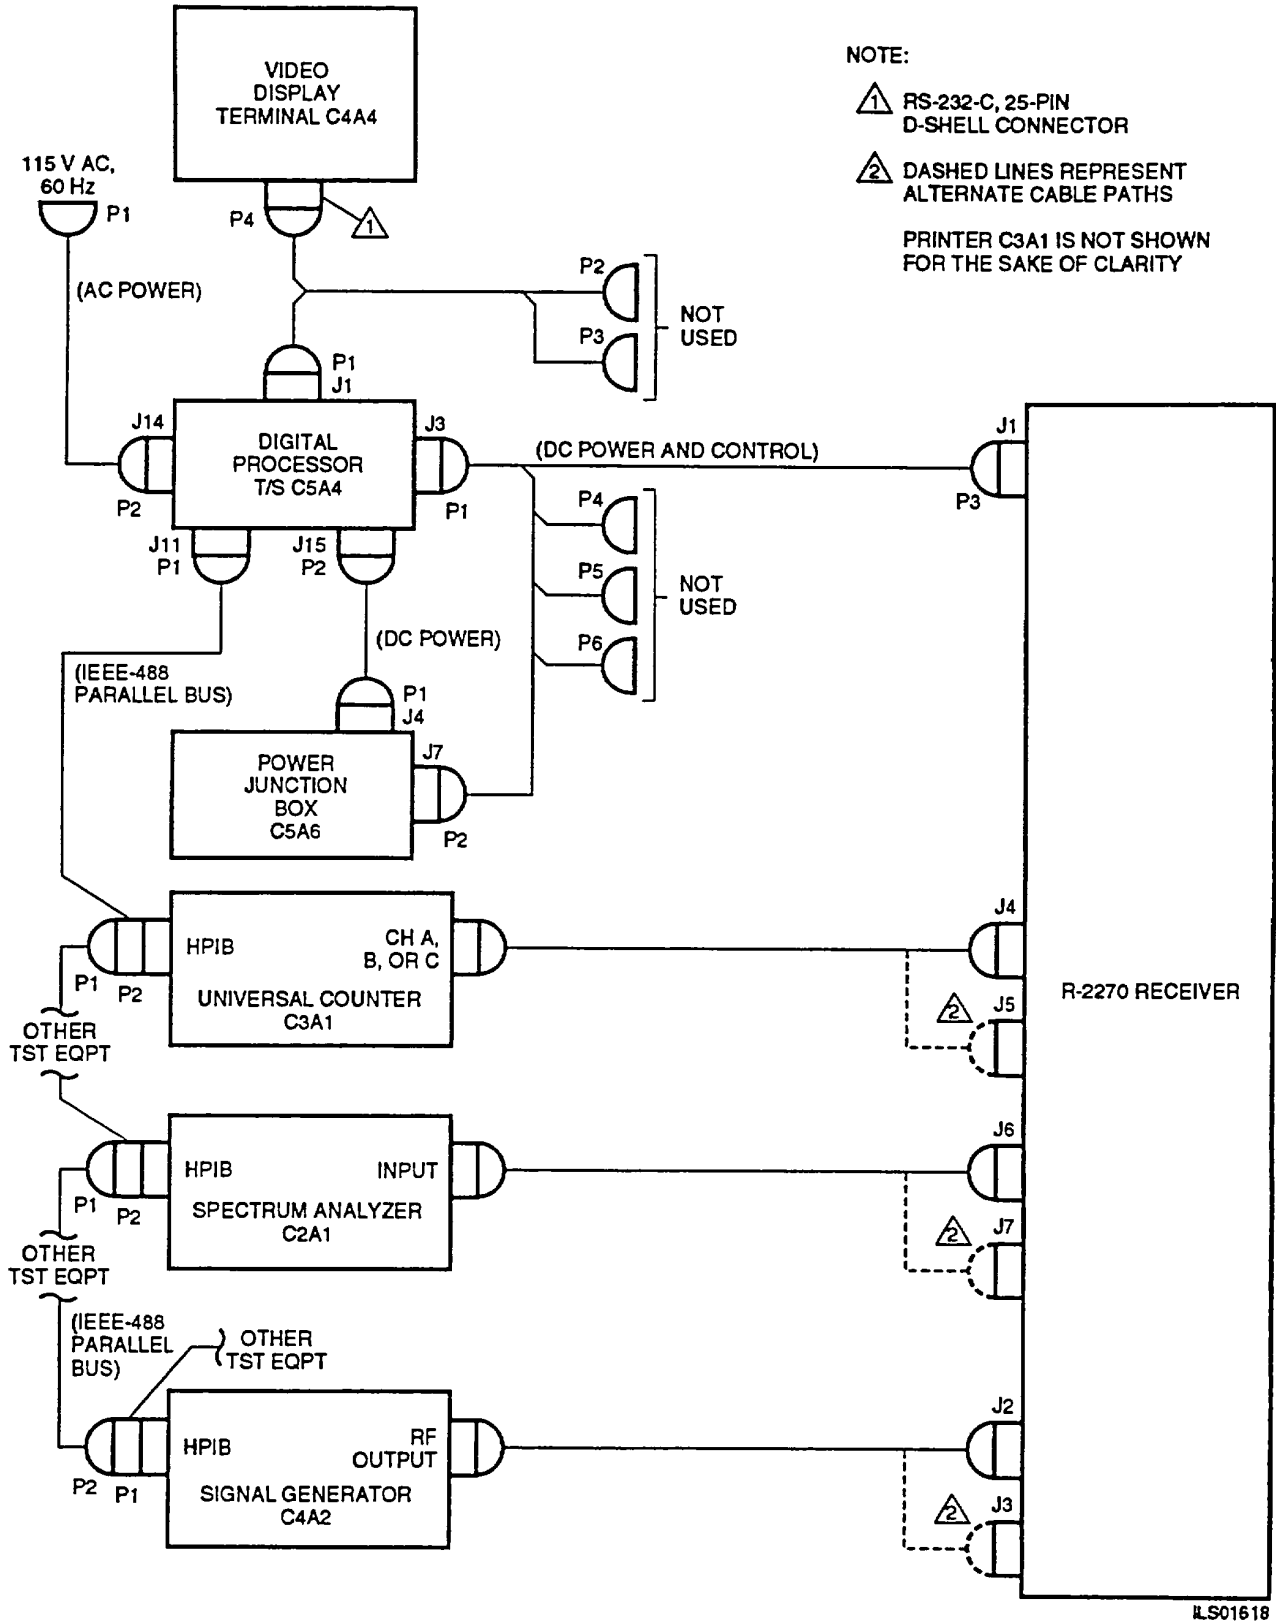 VIDEO
DISPLAY
TERMINAL C4A4
NOTE:
1 RS-232-C, 25-PIN
D-SHELL CONNECTOR
2 DASHED LINES REPRESENT
ALTERNATE CABLE PATHS
PRINTER C3A1 IS NOT SHOWN
FOR THE SAKE OF CLARITY
115 V AC,
60 Hz
P1
P4
1
(AC POWER)
P2
P3
NOT
USED
P1
J1
J14
P2
DIGITAL
PROCESSOR
T/S C5A4
J3
P1
(DC POWER AND CONTROL)
J1
P3
J11
P1
J15
P2
P4
P5
P6
NOT
USED
(DC POWER)
(IEEE-488
PARALLEL BUS)
P1
J4
POWER
JUNCTION
BOX
C5A6
J7
P2
HPIB
CH A,
B, OR C
UNIVERSAL COUNTER
C3A1
P1
P2
J4
2
J5
R-2270 RECEIVER
OTHER
TST EQPT
HPIB
INPUT
SPECTRUM ANALYZER
C2A1
P1
P2
J6
2
J7
OTHER
TST EQPT
(IEEE-488
PARALLEL
BUS)
OTHER
TST EQPT
HPIB
RF
OUTPUT
SIGNAL GENERATOR
C4A2
P2
P1
J2
2
J3
ILS01618